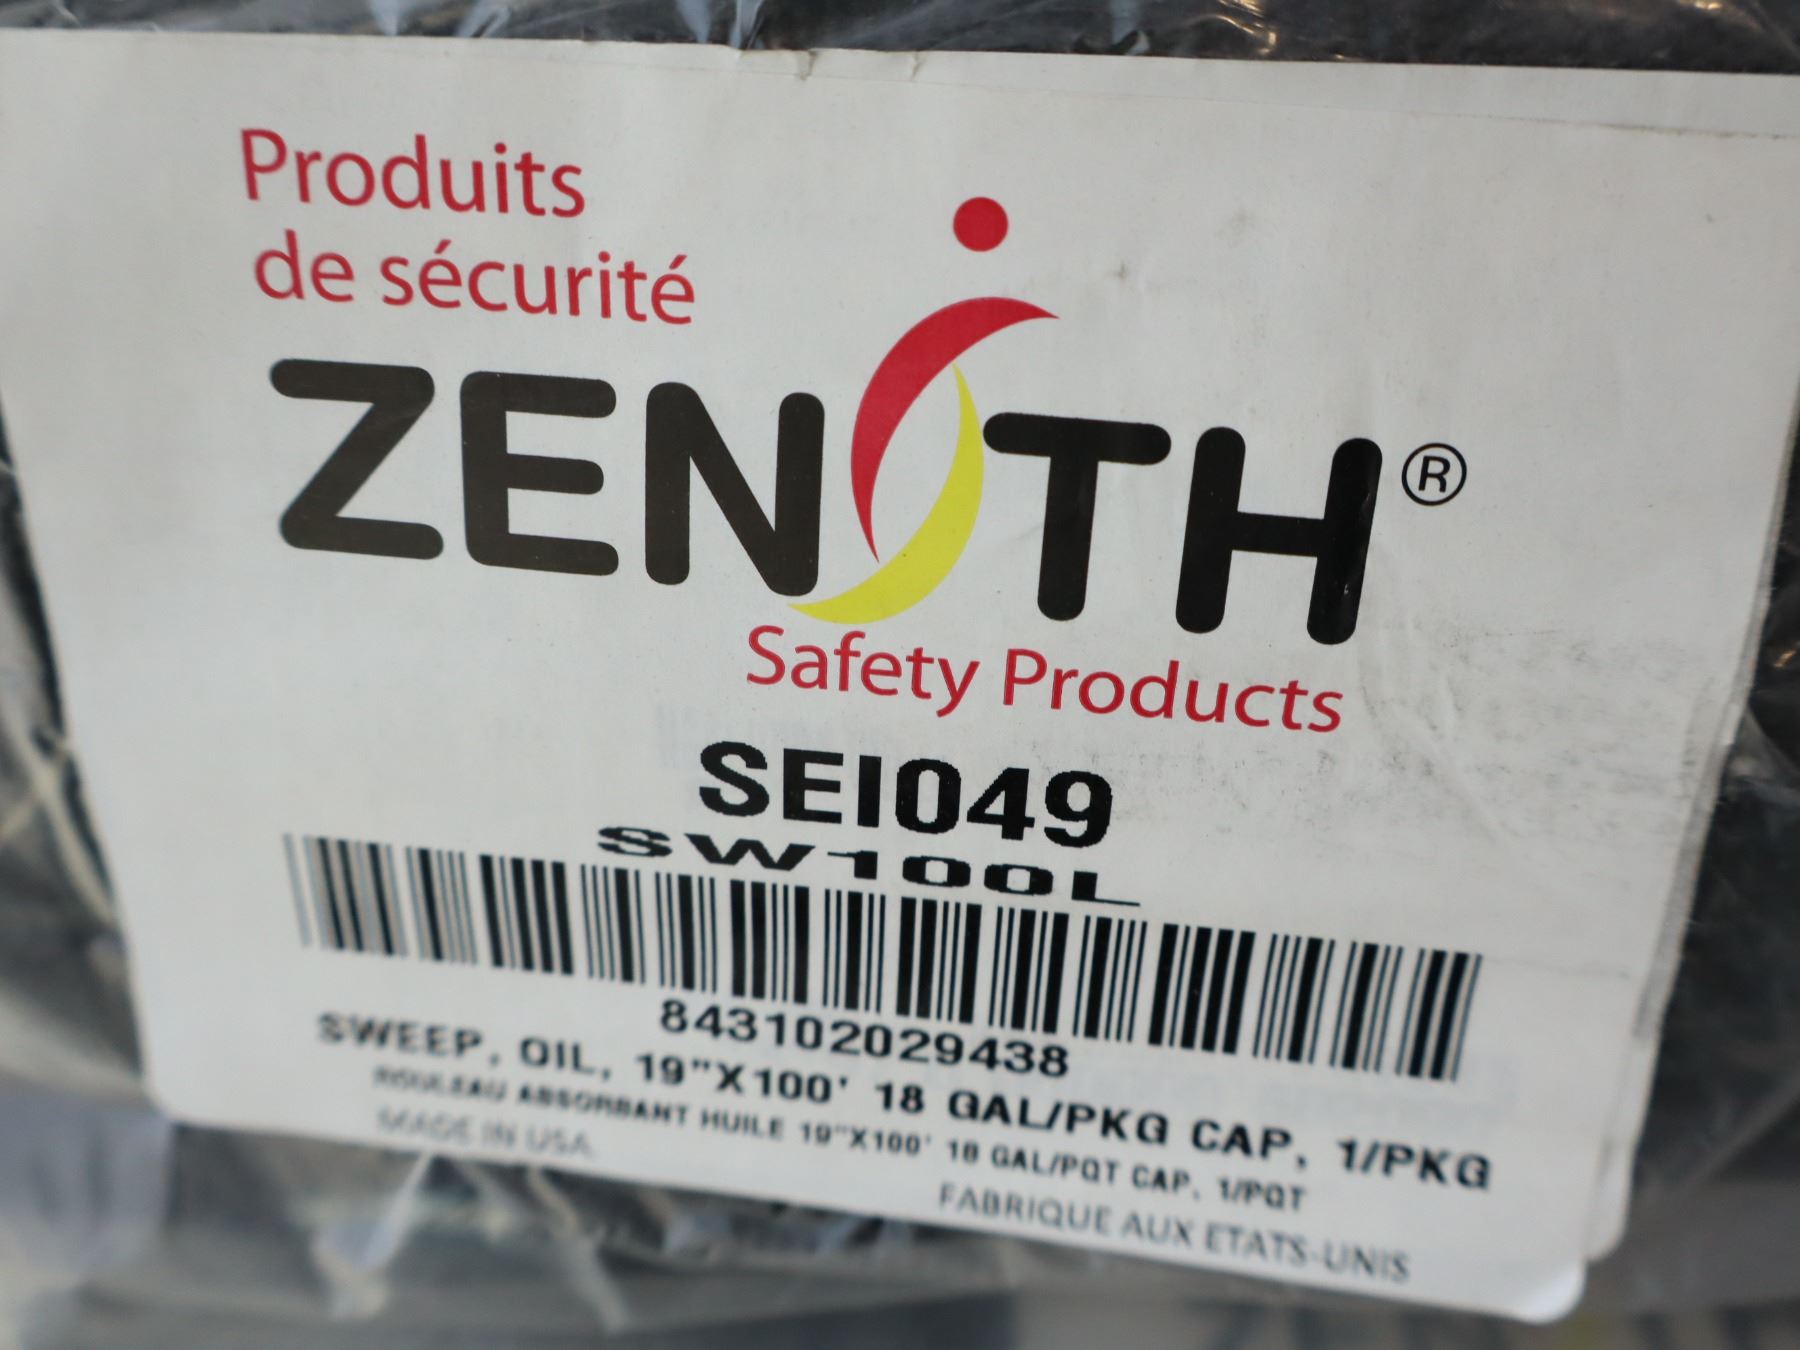 Produits
de sécurité
ZENITH®
Safety Products
SEI049
SW100L
843102029438
SWEEP, OIL, 19"X100' 18 GAL/PKG CAP, 1/PKG
ROULEAU ABSORBANT HUILE 19"X100' 18 GAL/PQT CAP. 1/PQT
MADE IN USA
FABRIQUE AUX ETATS-UNIS